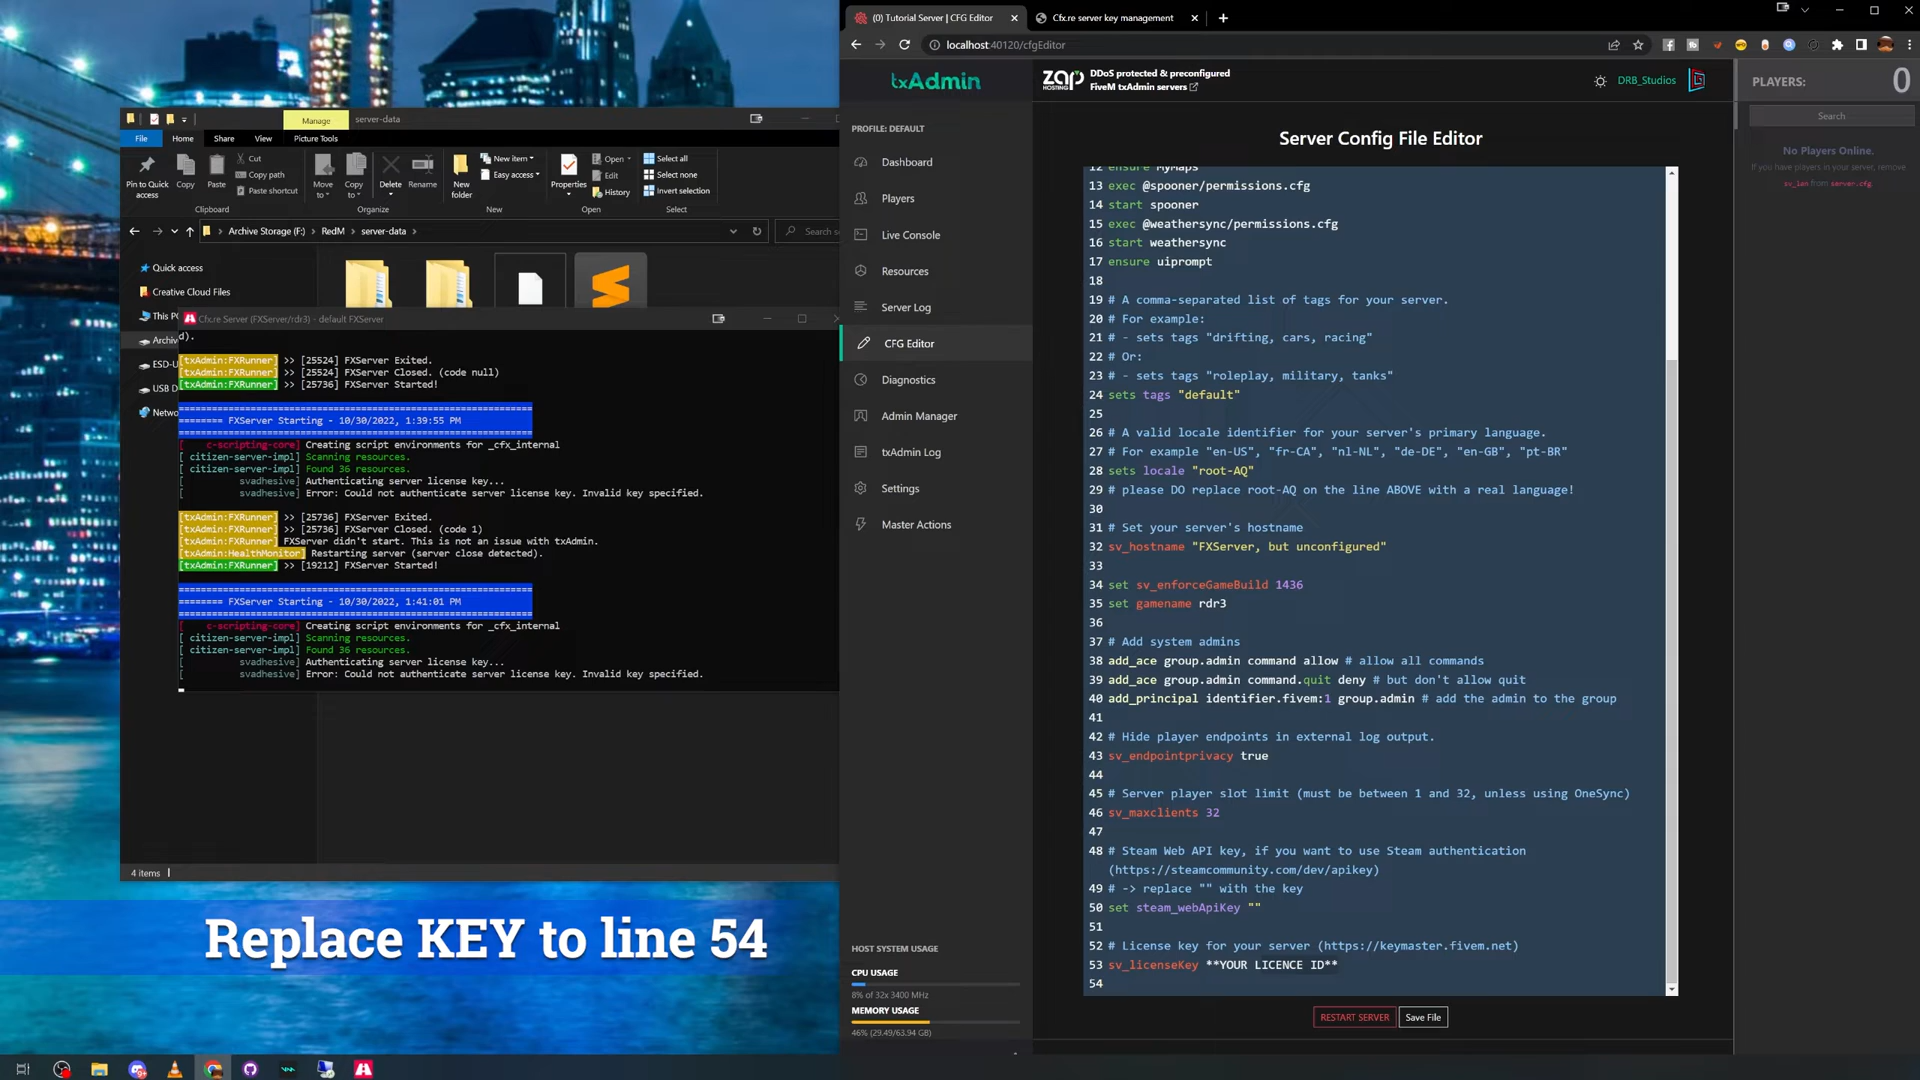 Manage
server-data
File
Home
Share
View
Picture Tools
Pin to Quick access
Copy
Paste
Cut
Copy path
Paste shortcut
Clipboard
Move to
Copy to
Delete
Rename
Organize
New folder
New item
Easy access
New
Properties
Open
Edit
History
Open
Select all
Select none
Invert selection
Select
Archive Storage (F:) > RedM > server-data >
Search se
Quick access
Creative Cloud Files
This P
Archiv
ESD-U
USB D
Netwo
4 items
Cfx.re Server (FXServer/rdr3) - default FXServer
d).
[txAdmin:FXRunner] >> [25524] FXServer Exited.
[txAdmin:FXRunner] >> [25524] FXServer Closed. (code null)
[txAdmin:FXRunner] >> [25736] FXServer Started!
======== FXServer Starting - 10/30/2022, 1:39:55 PM
[ c-scripting-core] Creating script environments for _cfx_internal
[ citizen-server-impl] Scanning resources.
[ citizen-server-impl] Found 36 resources.
[ svadhesive] Authenticating server license key...
[ svadhesive] Error: Could not authenticate server license key. Invalid key specified.
[txAdmin:FXRunner] >> [25736] FXServer Exited.
[txAdmin:FXRunner] >> [25736] FXServer Closed. (code 1)
[txAdmin:FXRunner] FXServer didn't start. This is not an issue with txAdmin.
[txAdmin:HealthMonitor] Restarting server (server close detected).
[txAdmin:FXRunner] >> [19212] FXServer Started!
======== FXServer Starting - 10/30/2022, 1:41:01 PM
[ c-scripting-core] Creating script environments for _cfx_internal
[ citizen-server-impl] Scanning resources.
[ citizen-server-impl] Found 36 resources.
[ svadhesive] Authenticating server license key...
[ svadhesive] Error: Could not authenticate server license key. Invalid key specified.
Replace KEY to line 54
(0) Tutorial Server | CFG Editor
Cfx.re server key management
localhost:40120/cfgEditor
txAdmin
ZAP HOSTING
DDoS protected & preconfigured
FiveM txAdmin servers
DRB_Studios
PROFILE: DEFAULT
Dashboard
Players
Live Console
Resources
Server Log
CFG Editor
Diagnostics
Admin Manager
txAdmin Log
Settings
Master Actions
HOST SYSTEM USAGE
CPU USAGE
8% of 32x 3400 MHz
MEMORY USAGE
46% (29.49/63.94 GB)
Server Config File Editor
12 ensure MyMaps
13 exec @spooner/permissions.cfg
14 start spooner
15 exec @weathersync/permissions.cfg
16 start weathersync
17 ensure uiprompt
18
19 # A comma-separated list of tags for your server.
20 # For example:
21 # - sets tags "drifting, cars, racing"
22 # Or:
23 # - sets tags "roleplay, military, tanks"
24 sets tags "default"
25
26 # A valid locale identifier for your server's primary language.
27 # For example "en-US", "fr-CA", "nl-NL", "de-DE", "en-GB", "pt-BR"
28 sets locale "root-AQ"
29 # please DO replace root-AQ on the line ABOVE with a real language!
30
31 # Set your server's hostname
32 sv_hostname "FXServer, but unconfigured"
33
34 set sv_enforceGameBuild 1436
35 set gamename rdr3
36
37 # Add system admins
38 add_ace group.admin command allow # allow all commands
39 add_ace group.admin command.quit deny # but don't allow quit
40 add_principal identifier.fivem:1 group.admin # add the admin to the group
41
42 # Hide player endpoints in external log output.
43 sv_endpointprivacy true
44
45 # Server player slot limit (must be between 1 and 32, unless using OneSync)
46 sv_maxclients 32
47
48 # Steam Web API key, if you want to use Steam authentication
(https://steamcommunity.com/dev/apikey)
49 # -> replace "" with the key
50 set steam_webApiKey ""
51
52 # License key for your server (https://keymaster.fivem.net)
53 sv_licenseKey **YOUR LICENCE ID**
54
RESTART SERVER
Save File
PLAYERS:
0
Search
No Players Online.
If you have players in your server, remove
sv_lan from server.cfg.